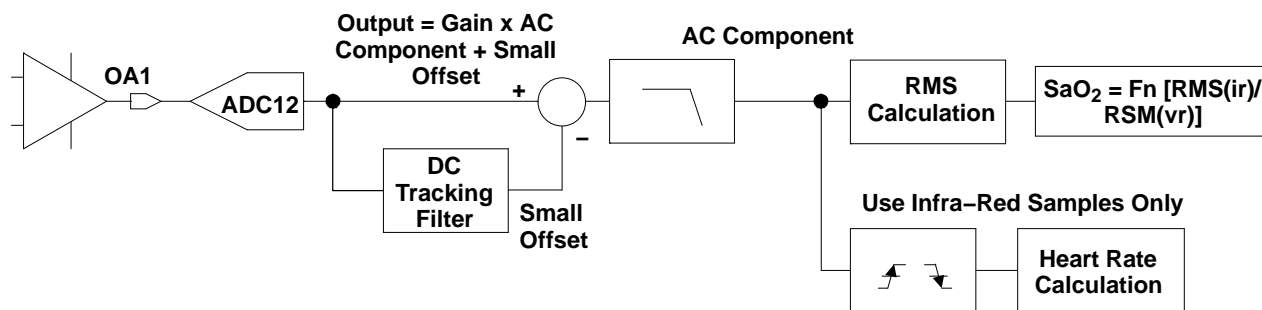 Output = Gain x AC
Component + Small
Offset
AC Component
OA1
ADC12
+
−
RMS
Calculation
SaO2 = Fn [RMS(ir)/
RSM(vr)]
DC
Tracking
Filter
Small
Offset
Use Infra−Red Samples Only
Heart Rate
Calculation